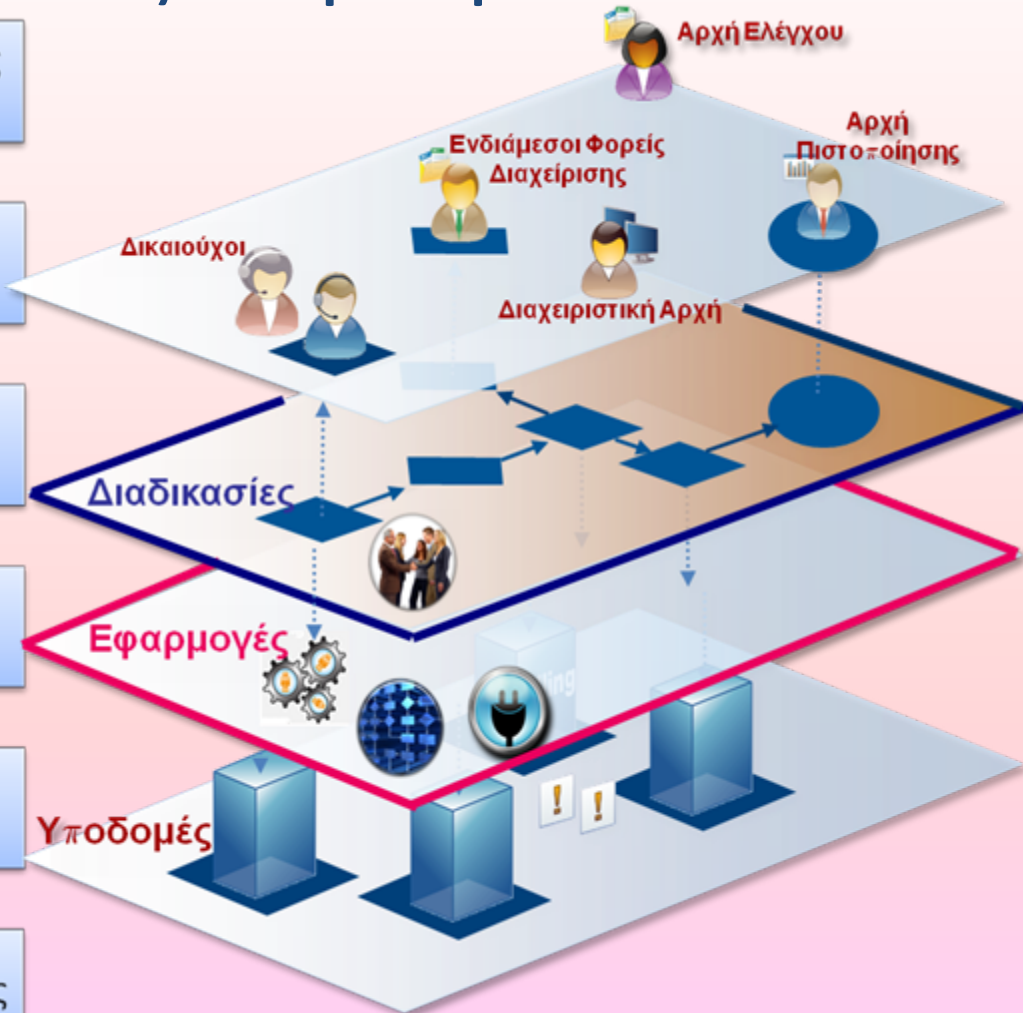 Αρχή Ελέγχου
Αρχή
Πιστοποίησης
Ενδιάμεσοι Φορείς
Διαχείρισης
Δικαιούχοι
Διαχειριστική Αρχή
Διαδικασίες
Εφαρμογές
Υποδομές